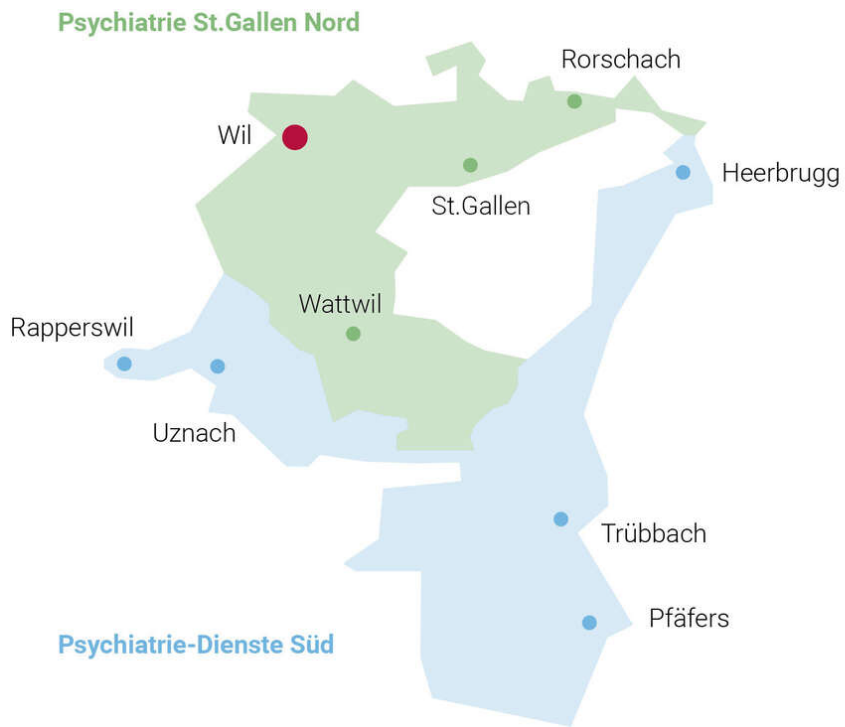 Psychiatrie St.Gallen Nord
Rorschach
Wil
Heerbrugg
St.Gallen
Wattwil
Rapperswil
Uznach
Trübbach
Pfäfers
Psychiatrie-Dienste Süd